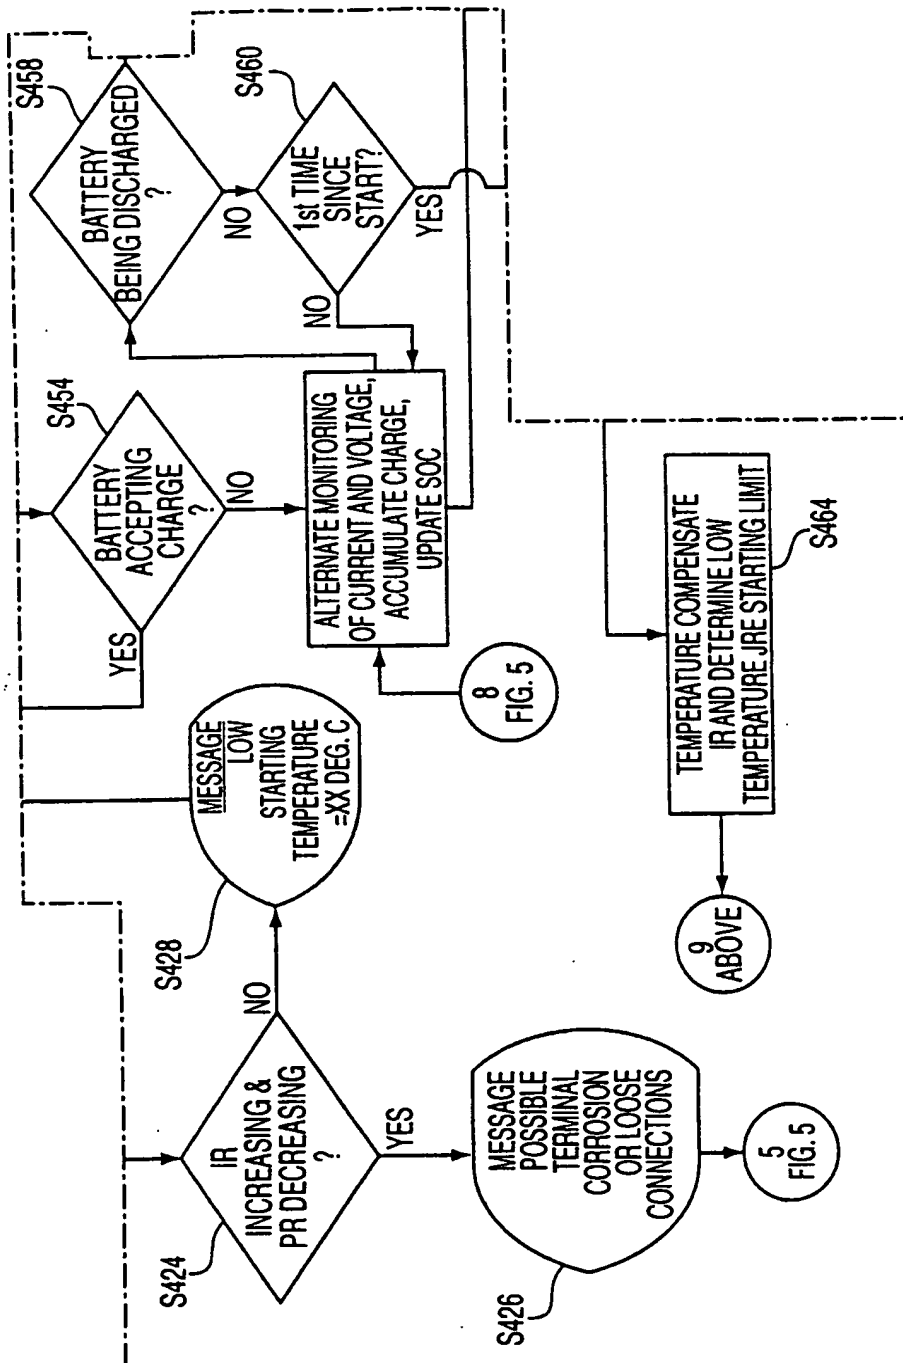 S424
IR
INCREASING &
PR DECREASING
?
NO
YES
S428
MESSAGE
LOW
STARTING
TEMPERATURE
=XX DEG. C
S426
MESSAGE
POSSIBLE
TERMINAL
CORROSION
OR LOOSE
CONNECTIONS
5
FIG. 5
S454
BATTERY
ACCEPTING
CHARGE
?
YES
NO
ALTERNATE MONITORING
OF CURRENT AND VOLTAGE,
ACCUMULATE CHARGE,
UPDATE SOC
8
FIG. 5
S458
BATTERY
BEING DISCHARGED
?
NO
S460
1st TIME
SINCE
START?
NO
YES
TEMPERATURE COMPENSATE
IR AND DETERMINE LOW
TEMPERATURE JRE STARTING LIMIT
S464
9
ABOVE